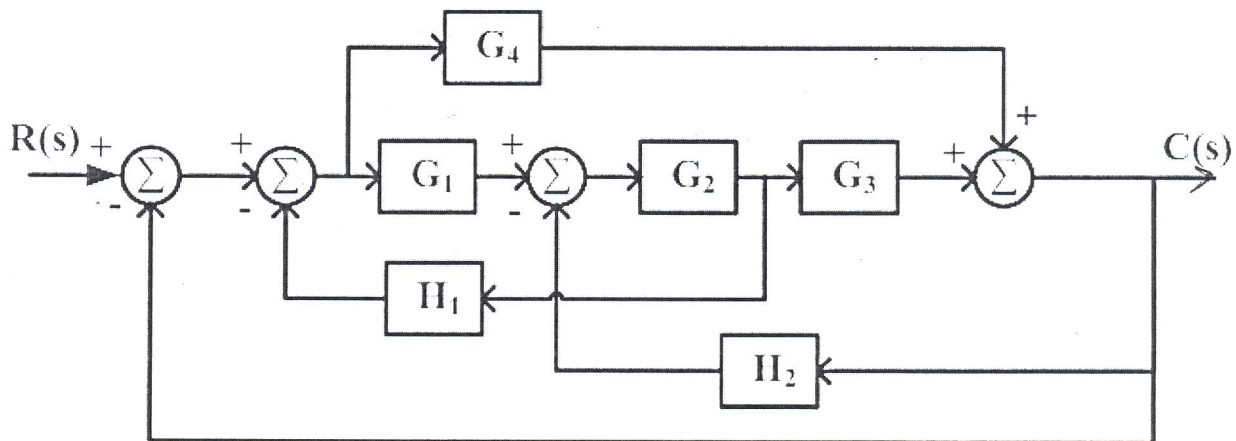 G₄
R(s) + + + + + C(s)
Σ Σ G₁ Σ G₂ G₃ Σ
- - -
H₁
H₂